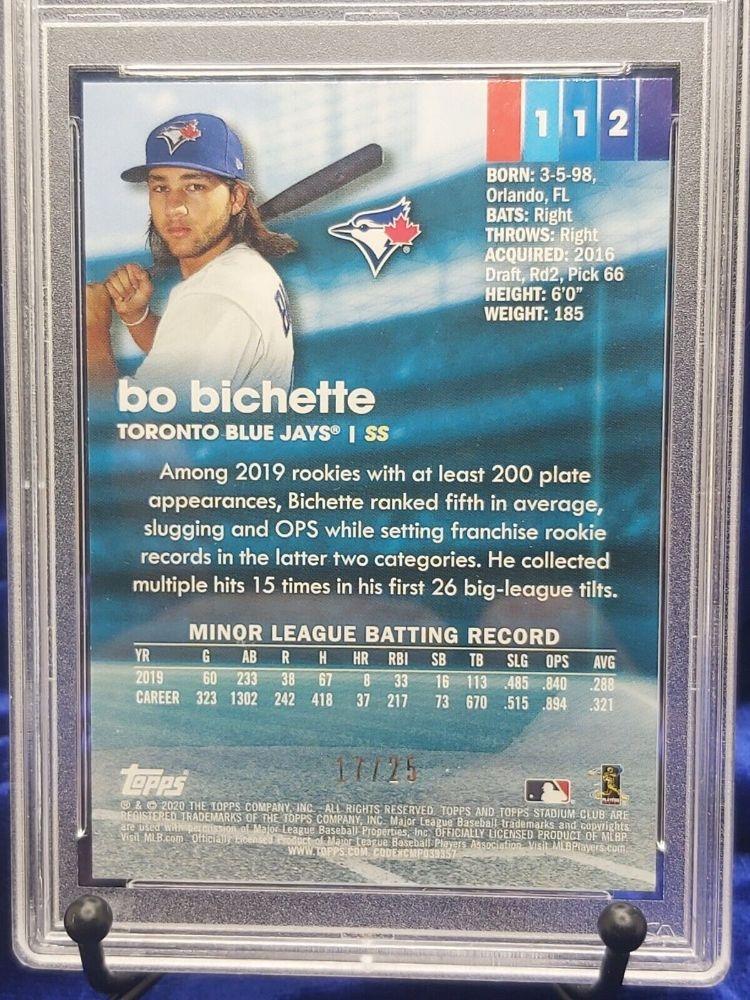 112
BORN: 3-5-98,
Orlando, FL
BATS: Right
THROWS: Right
ACQUIRED: 2016
Draft, Rd2, Pick 66
HEIGHT: 6'0"
WEIGHT: 185
bo bichette
TORONTO BLUE JAYS® | SS
Among 2019 rookies with at least 200 plate
appearances, Bichette ranked fifth in average,
slugging and OPS while setting franchise rookie
records in the latter two categories. He collected
multiple hits 15 times in his first 26 big-league tilts.
MINOR LEAGUE BATTING RECORD
YR G AB R H HR RBI SB TB SLG OPS AVG
2019 60 233 38 67 8 33 16 113 .485 .840 .288
CAREER 323 1302 242 418 37 217 73 670 .515 .894 .321
17/25
topps
® & © 2020 THE TOPPS COMPANY, INC. ALL RIGHTS RESERVED. TOPPS AND TOPPS STADIUM CLUB ARE
REGISTERED TRADEMARKS OF THE TOPPS COMPANY, INC. Major League Baseball trademarks and copyrights
are used with permission of Major League Baseball Properties, Inc. OFFICIALLY LICENSED PRODUCT OF MLBP.
Visit MLB.com Officially Licensed Product of Major League Baseball Players Association. Visit MLBPlayers.com
WWW.TOPPS.COM CODE#CMP039357